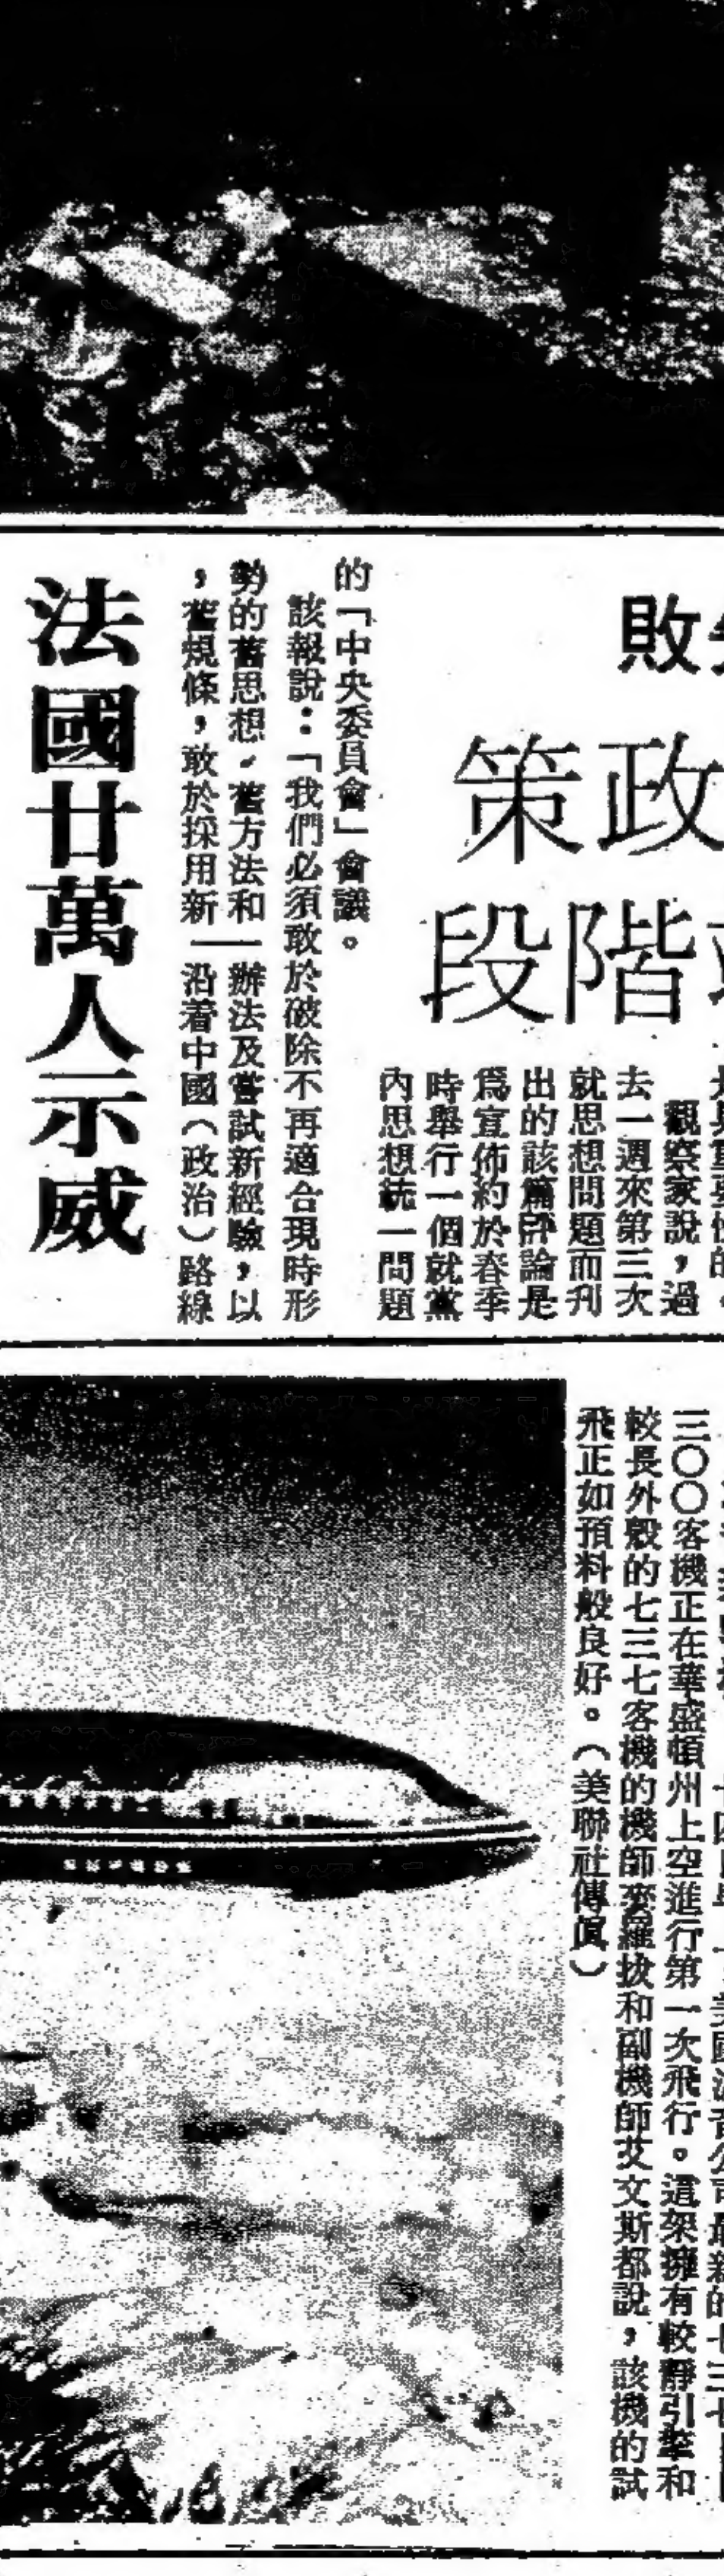 敗
政策
階段
觀察家說，過
去一週來第三次
就思想問題而刋
出的該篇評論是
爲宣佈約於春季
時舉行一個就黨
內思想統一問題
的「中央委員會」會議。
該報說：「我們必須敢於破除不再適合現時形
勢的舊思想、舊方法和
舊規條，敢於採用新
辦法及嘗試新經驗，以
沿着中國（政治）路線
法國廿萬人示威
三〇〇客機正在華盛頓州上空進行第一次飛行。這架擁有較靜引擎和
較長外殼的七三七客機的機師麥羅拔和副機師艾文斯都說，該機的試
飛正如預料般良好。（美聯社傳眞）